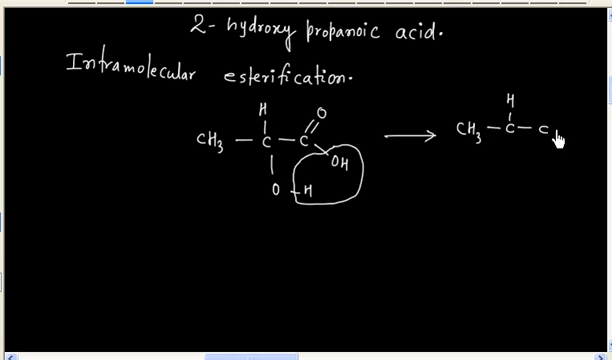 2- hydroxy propanoic acid.
Intramolecular esterification.
H
O
CH3 - C - C
OH
O - H
H
CH3 - C - C